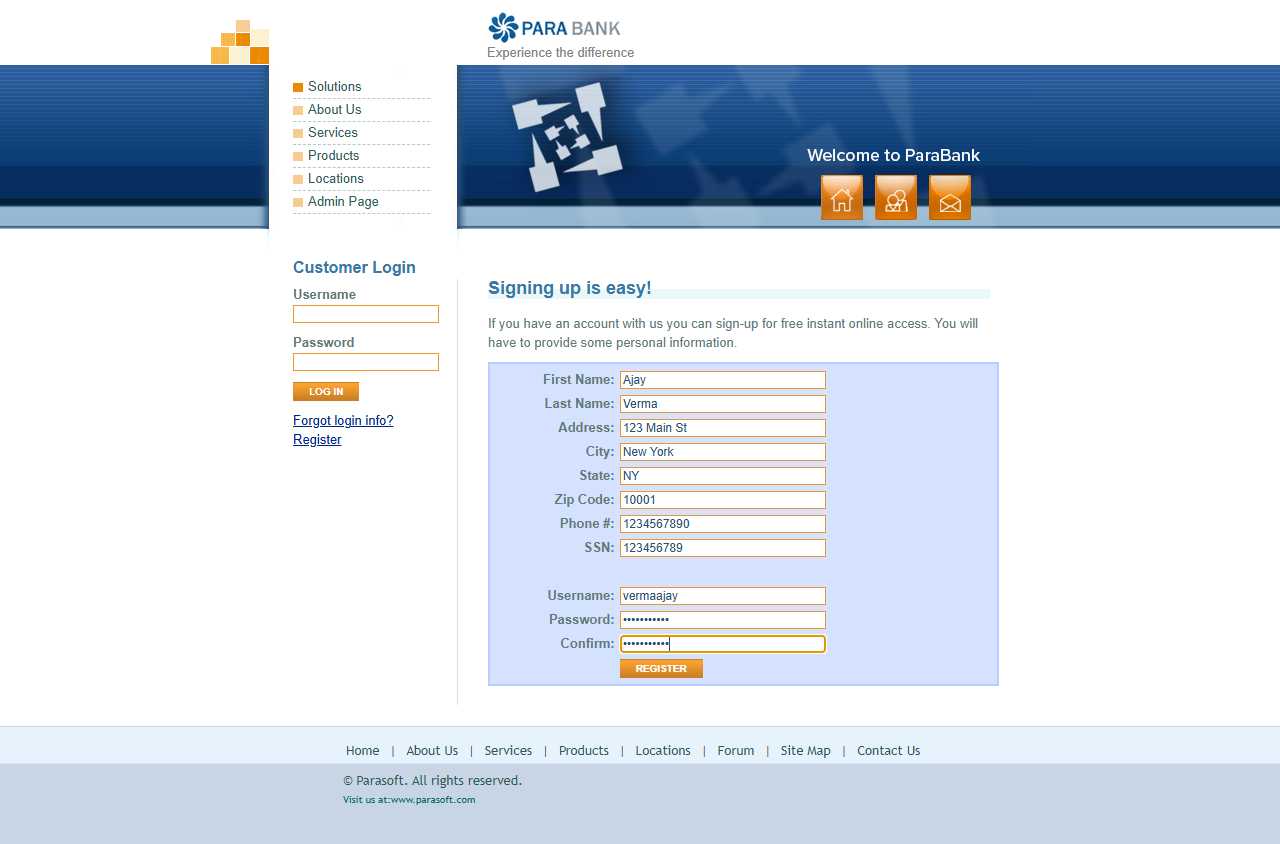 PARA BANK
Experience the difference
Solutions
About Us
Services
Products
Locations
Admin Page
Welcome to ParaBank
Customer Login
Username
Password
LOG IN
Forgot login info?
Register
Signing up is easy!
If you have an account with us you can sign-up for free instant online access. You will
have to provide some personal information.
First Name: Ajay
Last Name: Verma
Address: 123 Main St
City: New York
State: NY
Zip Code: 10001
Phone #: 1234567890
SSN: 123456789
Username: vermaajay
Password: •••••••••••
Confirm: •••••••••••
REGISTER
Home | About Us | Services | Products | Locations | Forum | Site Map | Contact Us
© Parasoft. All rights reserved.
Visit us at:www.parasoft.com